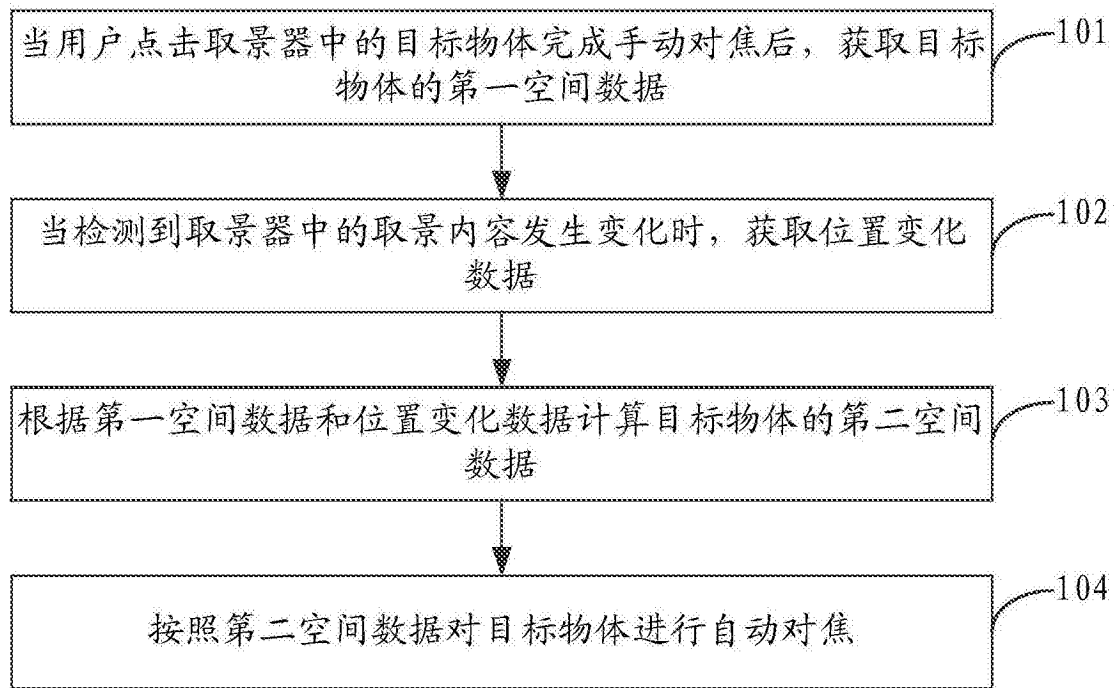 当用户点击取景器中的目标物体完成手动对焦后，获取目标
物体的第一空间数据
101
当检测到取景器中的取景内容发生变化时，获取位置变化
数据
102
根据第一空间数据和位置变化数据计算目标物体的第二空间
数据
103
按照第二空间数据对目标物体进行自动对焦
104